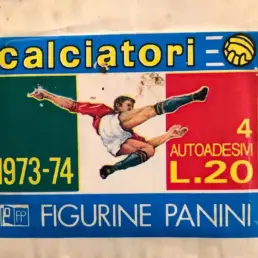 calciatori
4
AUTOADESIVI
1973-74
L.20
FP FIGURINE PANINI